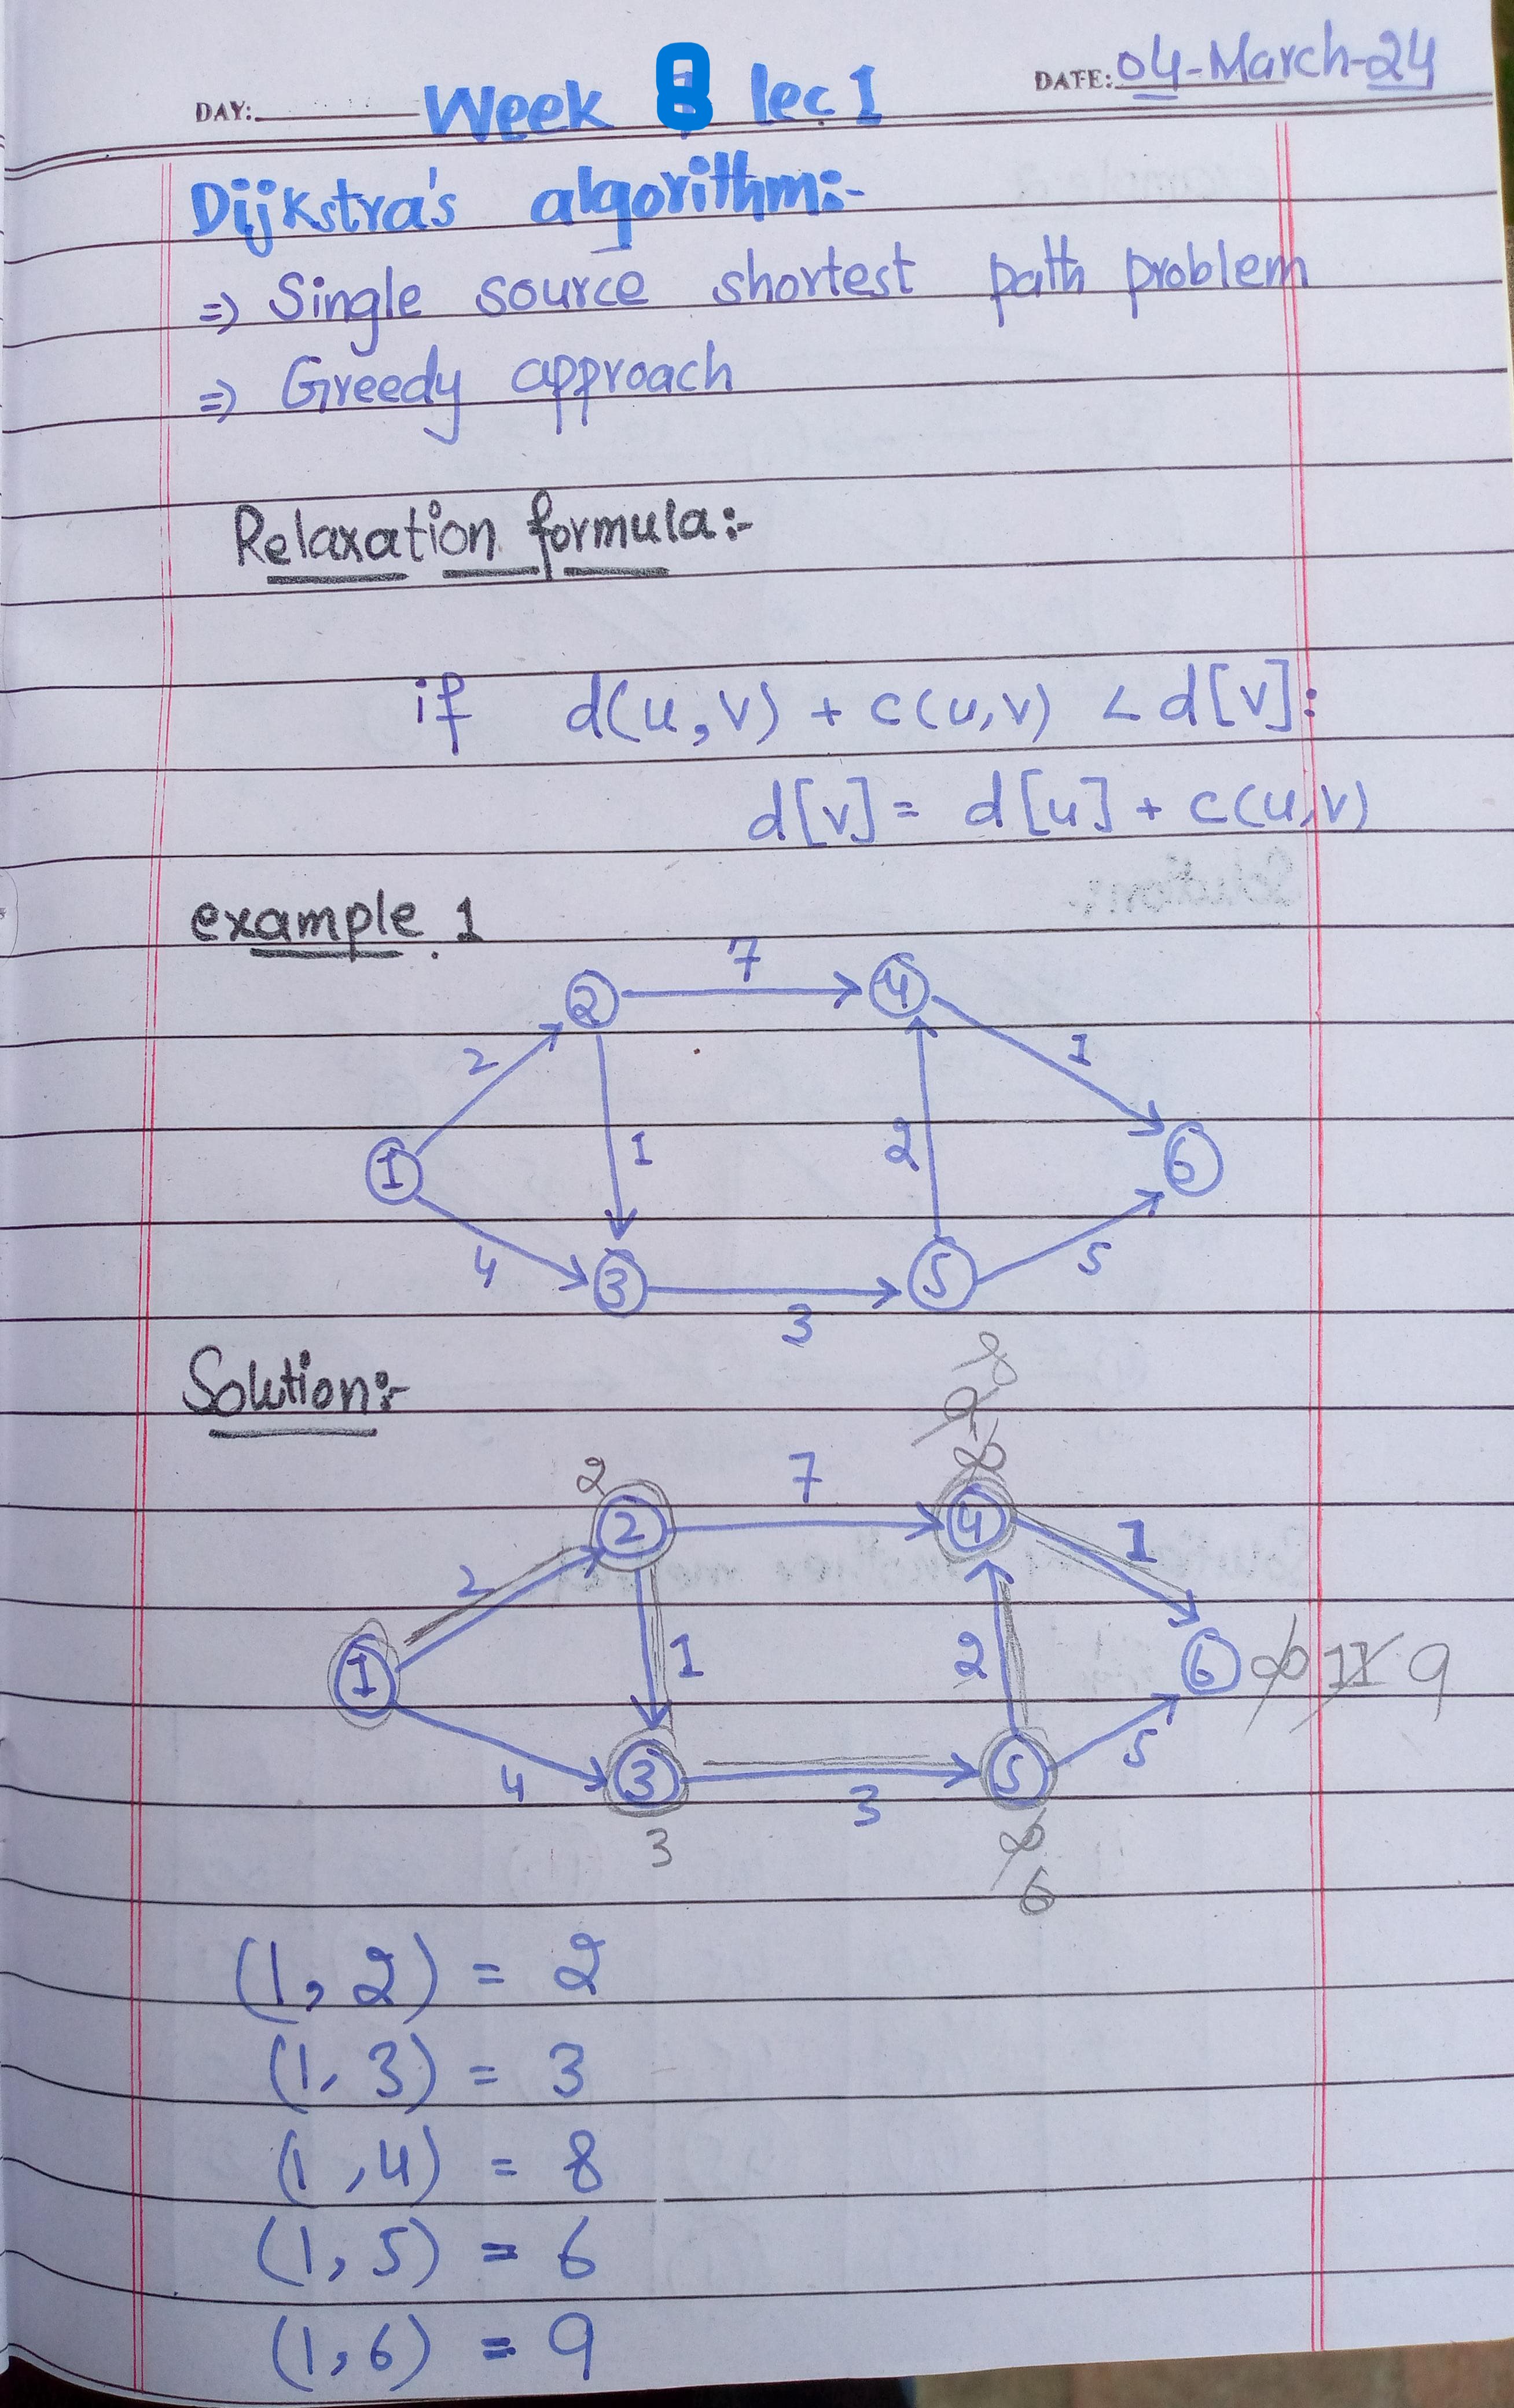 DAY: Week 8 lec 1 DATE: 04-March-24
Dijkstra's algorithm:-
⇒ Single source shortest path problem
⇒ Greedy approach
Relaxation formula:-
if d(u,v) + c(u,v) < d[v]:
d[v] = d[u] + c(u,v)
example 1
7
2 4
2 1
1 1 2 6
4 5
3 5
3
Solution:-
8
9
∞
2 7
2 4
2 1
1 1 2 6 ∞ 11 9
4 3 3 5 5
3 ∞
6
(1, 2) = 2
(1, 3) = 3
(1, 4) = 8
(1, 5) = 6
(1, 6) = 9